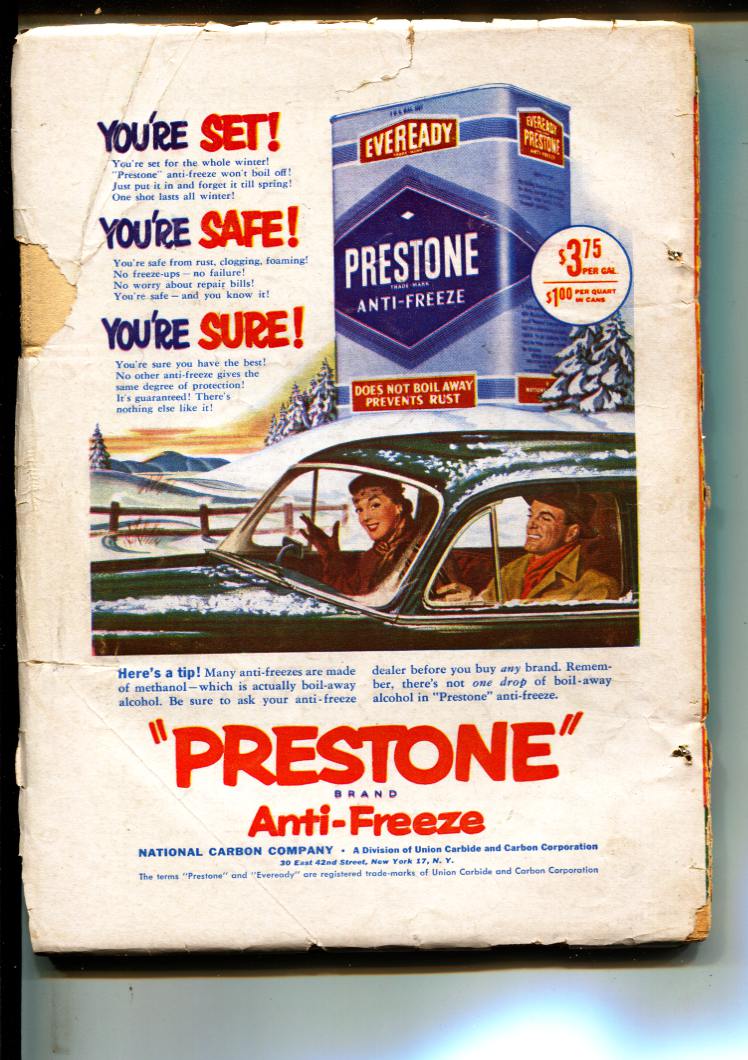 YOU'RE SET!
You're set for the whole winter!
"Prestone" anti-freeze won't boil off!
Just put it in and forget it till spring!
One shot lasts all winter!
YOU'RE SAFE!
You're safe from rust, clogging, foaming!
No freeze-ups — no failure!
No worry about repair bills!
You're safe — and you know it!
YOU'RE SURE!
You're sure you have the best!
No other anti-freeze gives the
same degree of protection!
It's guaranteed! There's
nothing else like it!
EVEREADY
TRADE-MARK
PRESTONE
TRADE-MARK
ANTI-FREEZE
DOES NOT BOIL AWAY
PREVENTS RUST
EVEREADY
PRESTONE
ANTI-FREEZE
$3.75
PER GAL.
$1.00 PER QUART
IN CANS
Here's a tip! Many anti-freezes are made
of methanol—which is actually boil-away
alcohol. Be sure to ask your anti-freeze
dealer before you buy any brand. Remem-
ber, there's not one drop of boil-away
alcohol in "Prestone" anti-freeze.
"PRESTONE"
BRAND
Anti-Freeze
NATIONAL CARBON COMPANY • A Division of Union Carbide and Carbon Corporation
30 East 42nd Street, New York 17, N. Y.
The terms "Prestone" and "Eveready" are registered trade-marks of Union Carbide and Carbon Corporation